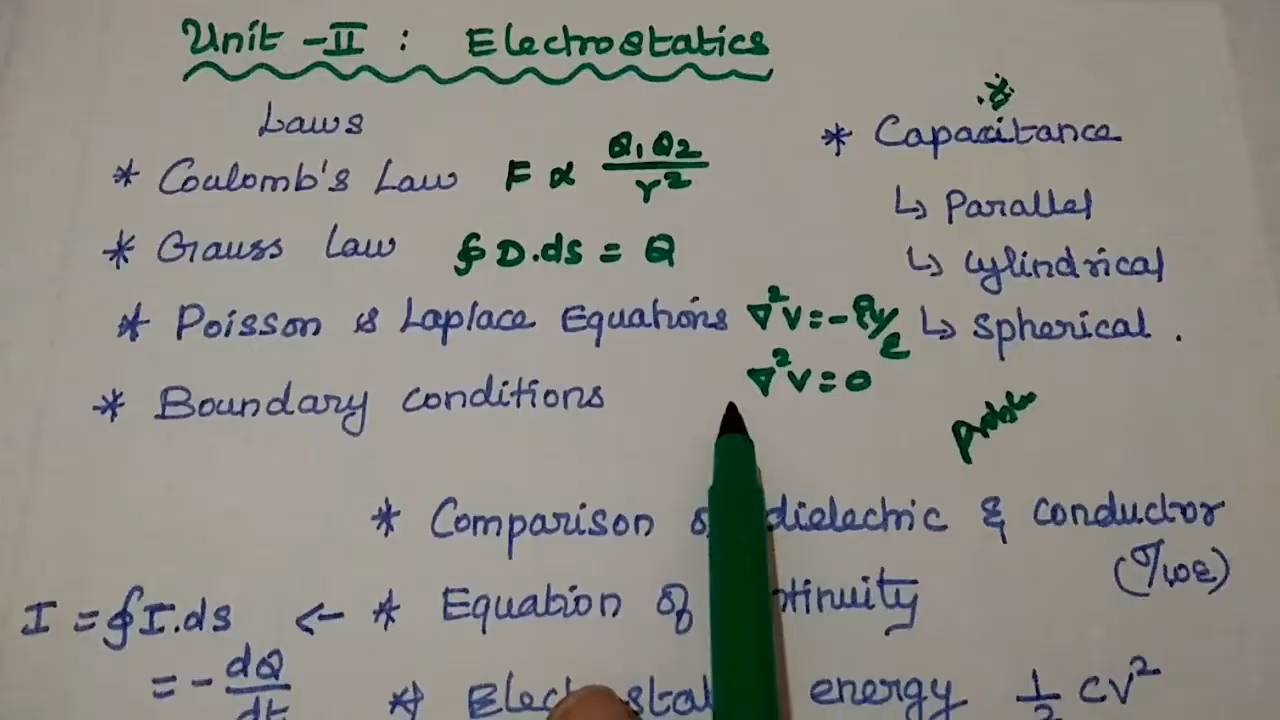 Unit -II : Electrostatics
Laws
* Coulomb's Law F ∝ Q1Q2/r²
* Gauss Law ∮D.ds = Q
* Poisson & Laplace Equations ∇²V=-ρv/ε
∇²V=0
* Boundary conditions
* Capacitance
↳ Parallel
↳ cylindrical
↳ Spherical.
* Comparison dielectric & conductor
(σ/ωε)
I = ∮I.ds ← * Equation of
= -dQ/dt
* energy 1/2 CV²